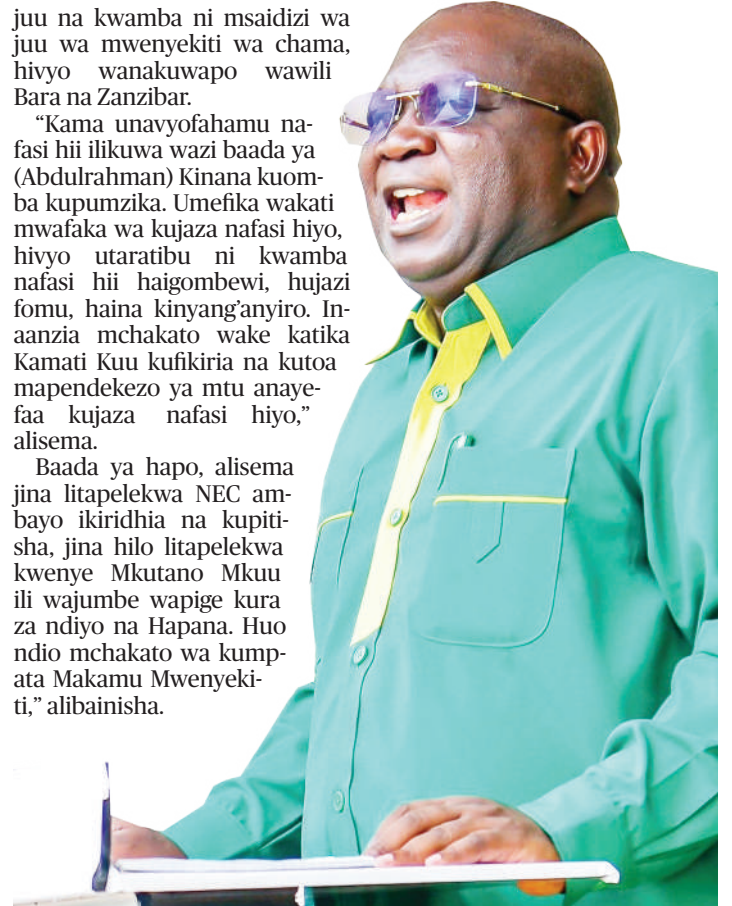 juu na kwamba ni msaidizi wa
juu wa mwenyekiti wa chama,
hivyo wanakuwapo wawili
Bara na Zanzibar.
“Kama unavyofahamu na-
fasi hii ilikuwa wazi baada ya
(Abdulrahman) Kinana kuom-
ba kupumzika. Umefika wakati
mwafaka wa kujaza nafasi hiyo,
hivyo utaratibu ni kwamba
nafasi hii haigombewi, hujazi
fomu, haina kinyang’anyiro. In-
aanzia mchakato wake katika
Kamati Kuu kufikiria na kutoa
mapendekezo ya mtu anaye-
faa kujaza nafasi hiyo,”
alisema.
Baada ya hapo, alisema
jina litapelekwa NEC am-
bayo ikiridhia na kupiti-
sha, jina hilo litapelekwa
kwenye Mkutano Mkuu
ili wajumbe wapige kura
za ndiyo na Hapana. Huo
ndio mchakato wa kump-
ata Makamu Mwenyeki-
ti,” alibainisha.